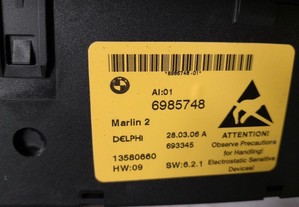 *6985748-01*
AI:01
6985748
Marlin 2
DELPHI
28.03.06 A
693345
13580660
HW:09
SW:6.2.1
ATTENTION!
Observe Precautions
for Handling!
Electrostatic Sensitive
Devices!